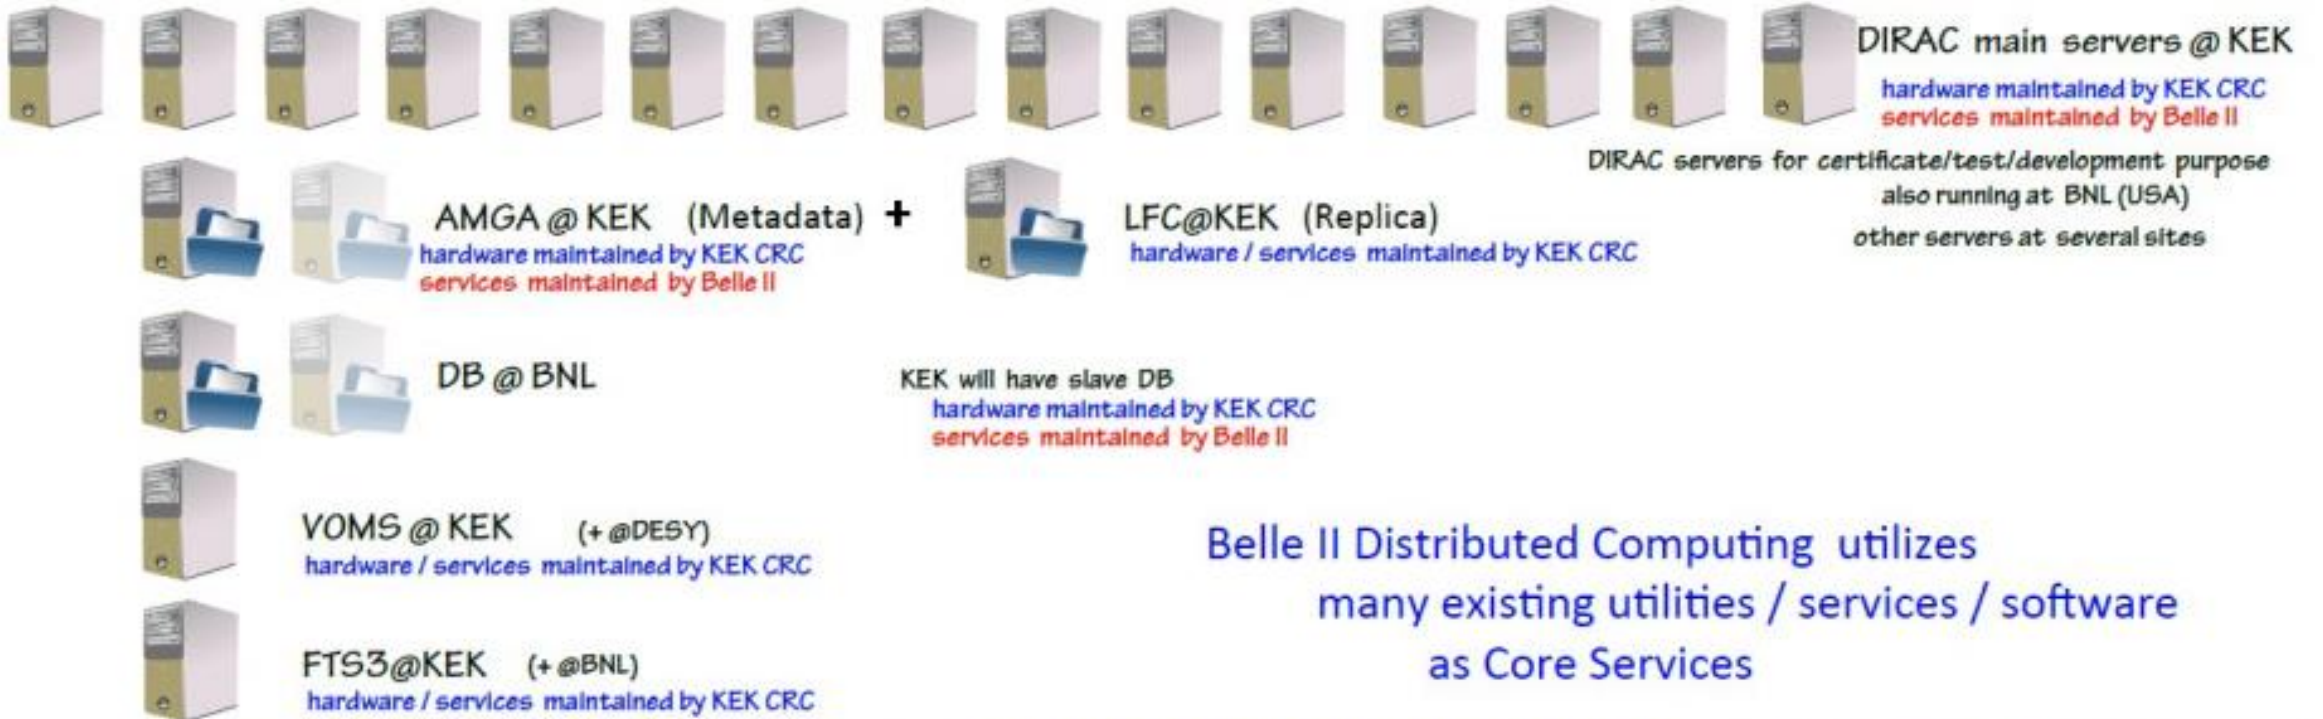 DIRAC main servers @ KEK
hardware maintained by KEK CRC
services maintained by Belle II
DIRAC servers for certificate/test/development purpose
also running at BNL (USA)
other servers at several sites
AMGA @ KEK (Metadata) +
hardware maintained by KEK CRC
services maintained by Belle II
LFC@KEK (Replica)
hardware / services maintained by KEK CRC
DB @ BNL
KEK will have slave DB
hardware maintained by KEK CRC
services maintained by Belle II
VOMS @ KEK (+ @DESY)
hardware / services maintained by KEK CRC
FTS3@KEK (+ @BNL)
hardware / services maintained by KEK CRC
Belle II Distributed Computing utilizes
many existing utilities / services / software
as Core Services